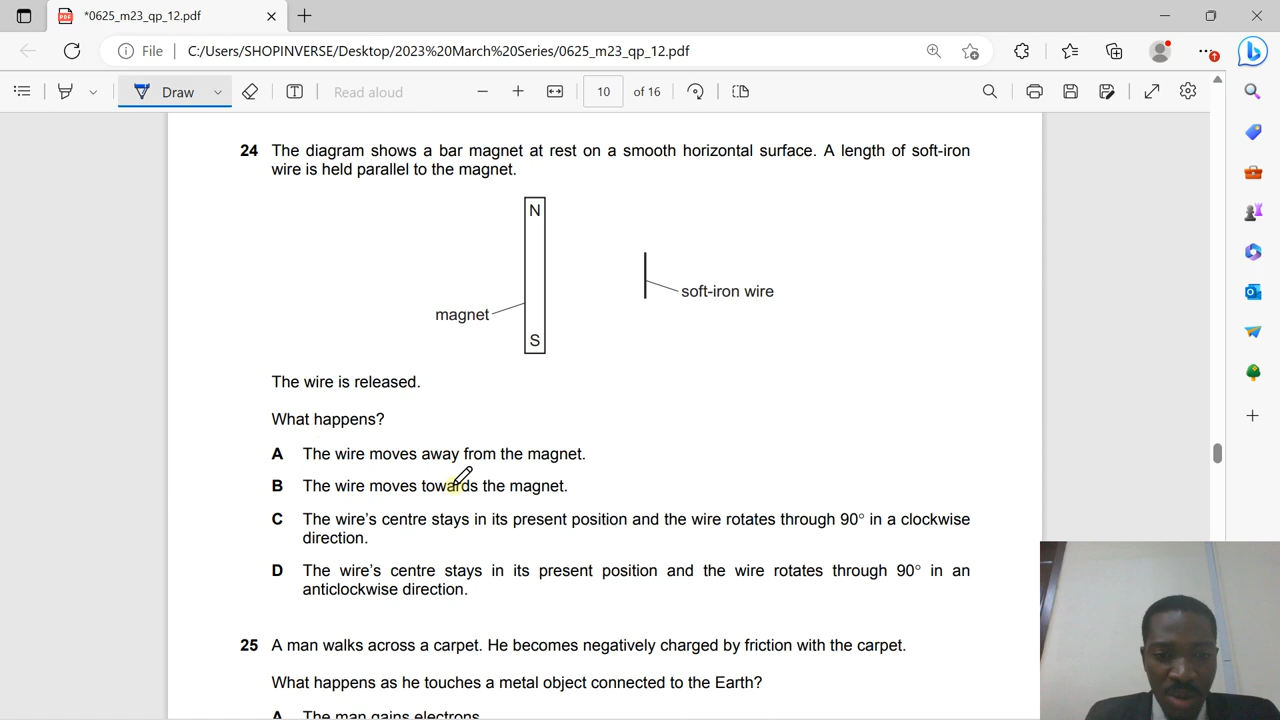 *0625_m23_qp_12.pdf
File
C:/Users/SHOPINVERSE/Desktop/2023%20March%20Series/0625_m23_qp_12.pdf
Draw
Read aloud
10
of 16
24 The diagram shows a bar magnet at rest on a smooth horizontal surface. A length of soft-iron
wire is held parallel to the magnet.
N
soft-iron wire
magnet
S
The wire is released.
What happens?
A The wire moves away from the magnet.
B The wire moves towards the magnet.
C The wire's centre stays in its present position and the wire rotates through 90° in a clockwise
direction.
D The wire's centre stays in its present position and the wire rotates through 90° in an
anticlockwise direction.
25 A man walks across a carpet. He becomes negatively charged by friction with the carpet.
What happens as he touches a metal object connected to the Earth?
A The man gains electrons